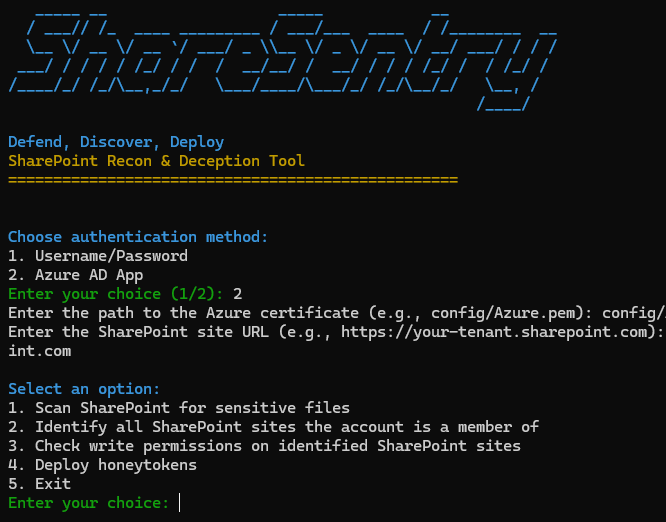 ShareSentry
Defend, Discover, Deploy
SharePoint Recon & Deception Tool
==================================================
Choose authentication method:
1. Username/Password
2. Azure AD App
Enter your choice (1/2): 2
Enter the path to the Azure certificate (e.g., config/Azure.pem): config/
Enter the SharePoint site URL (e.g., https://your-tenant.sharepoint.com):
int.com
Select an option:
1. Scan SharePoint for sensitive files
2. Identify all SharePoint sites the account is a member of
3. Check write permissions on identified SharePoint sites
4. Deploy honeytokens
5. Exit
Enter your choice: